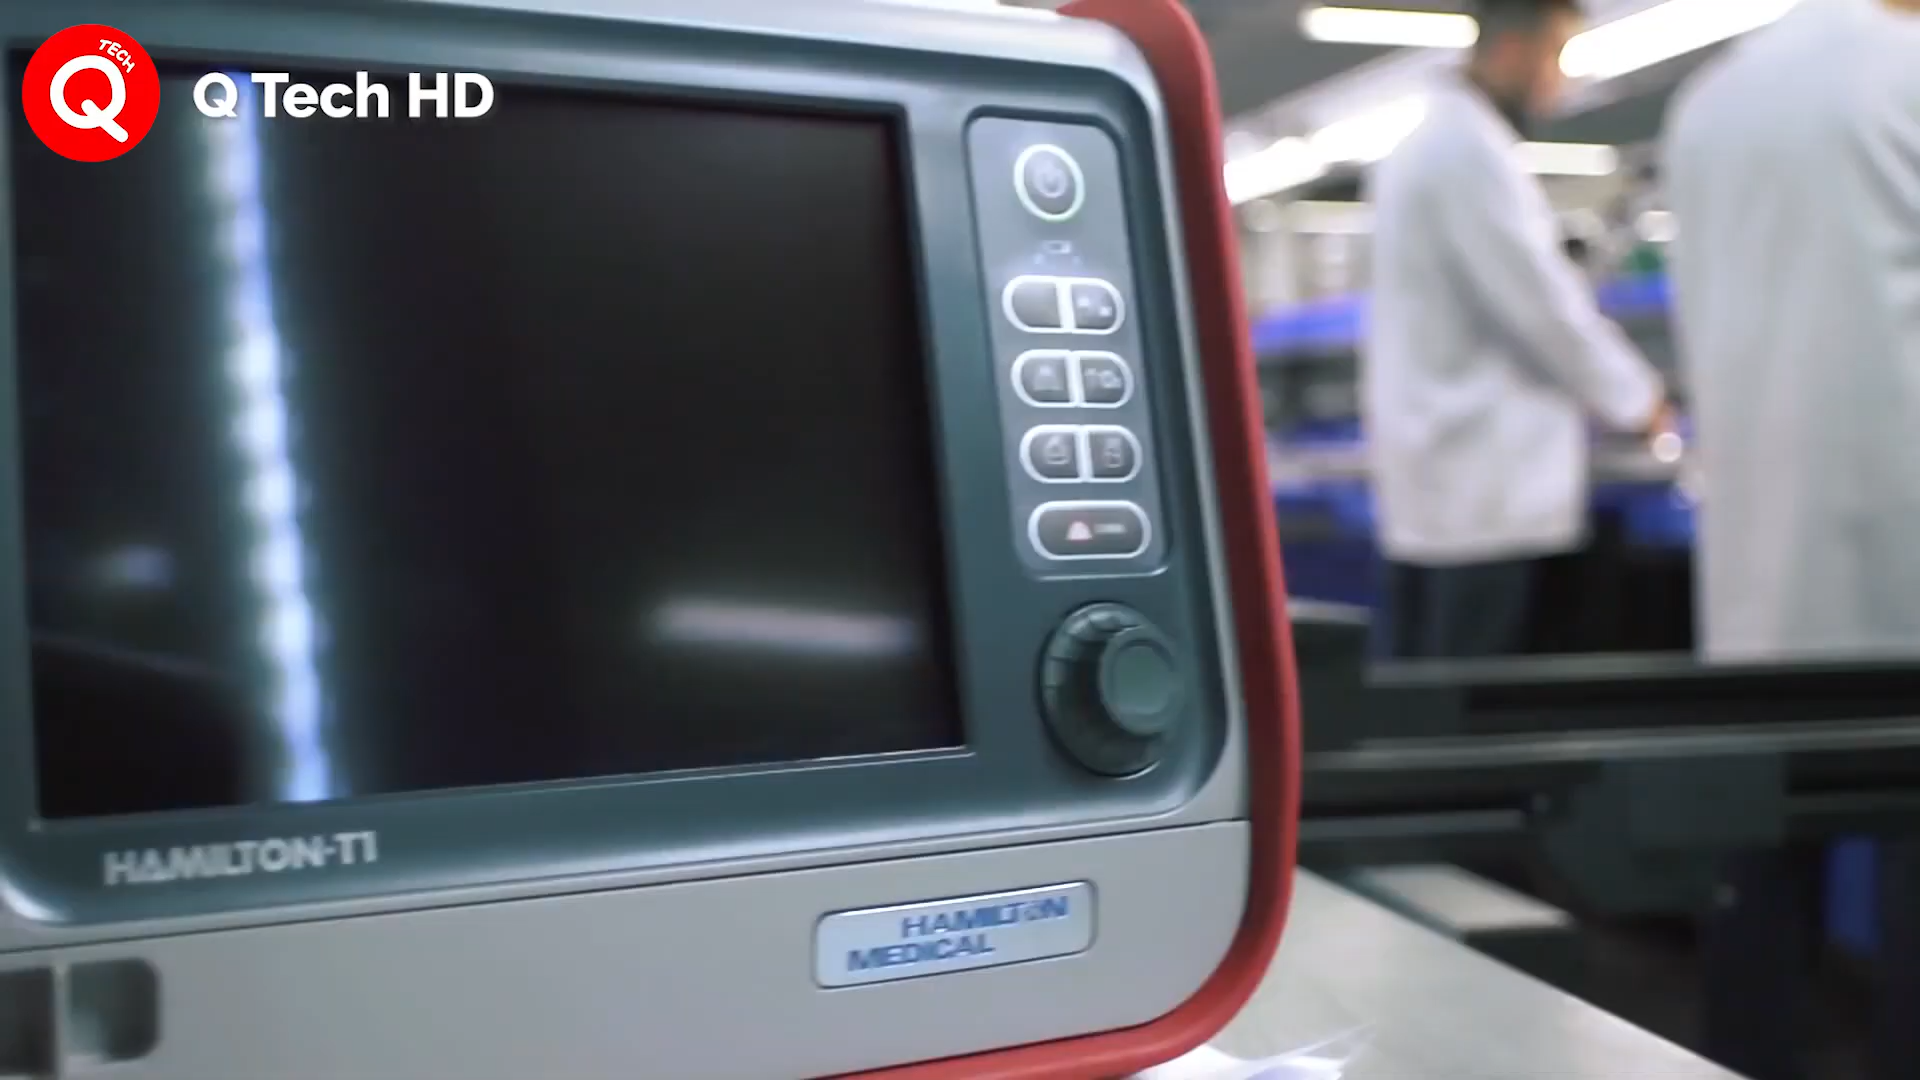 TECH
Q
Q Tech HD
HAMILTON-T1
HAMILTON
MEDICAL